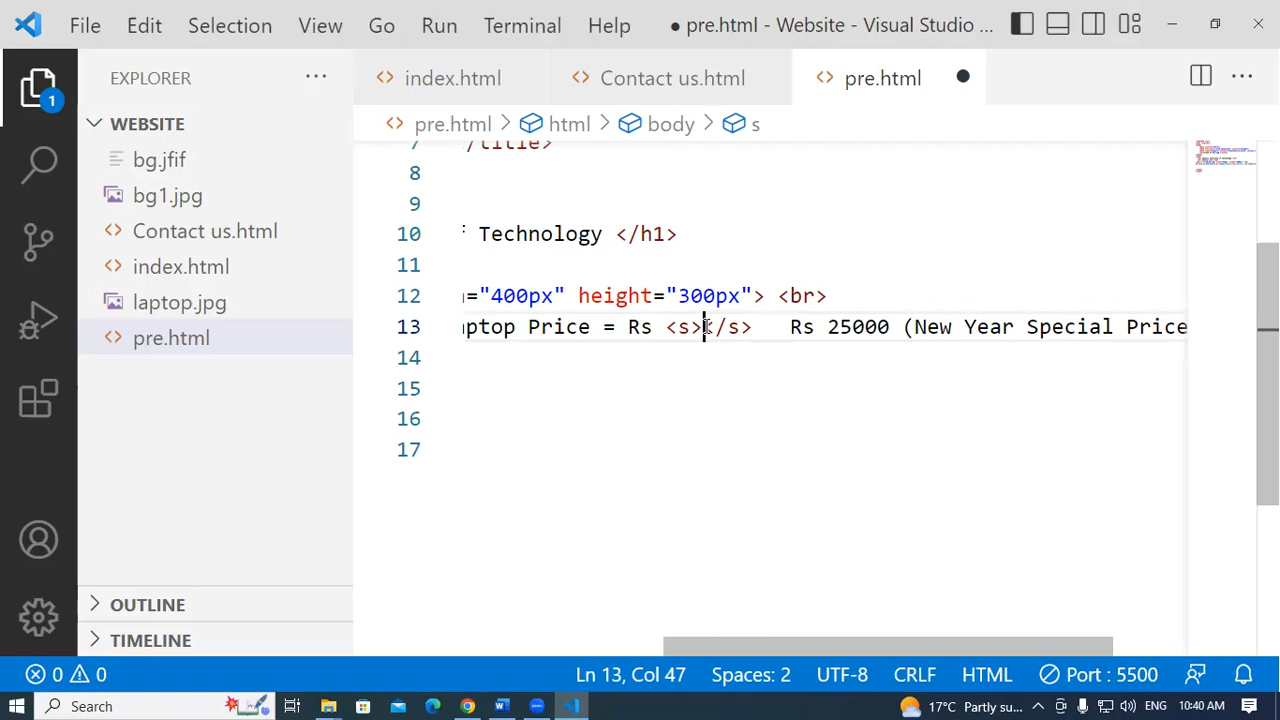 File Edit Selection View Go Run Terminal Help ● pre.html - Website - Visual Studio ...
EXPLORER ···
index.html Contact us.html pre.html
WEBSITE
pre.html > html > body > s
bg.jfif
bg1.jpg
Contact us.html
index.html
laptop.jpg
pre.html
1
7 /title>
8
9
10 f Technology </h1>
11
12 ="400px" height="300px"> <br>
13 aptop Price = Rs <s></s> Rs 25000 (New Year Special Price
14
15
16
17
OUTLINE
TIMELINE
0 0 Ln 13, Col 47 Spaces: 2 UTF-8 CRLF HTML Port : 5500
Search 17°C Partly su... ENG 10:40 AM